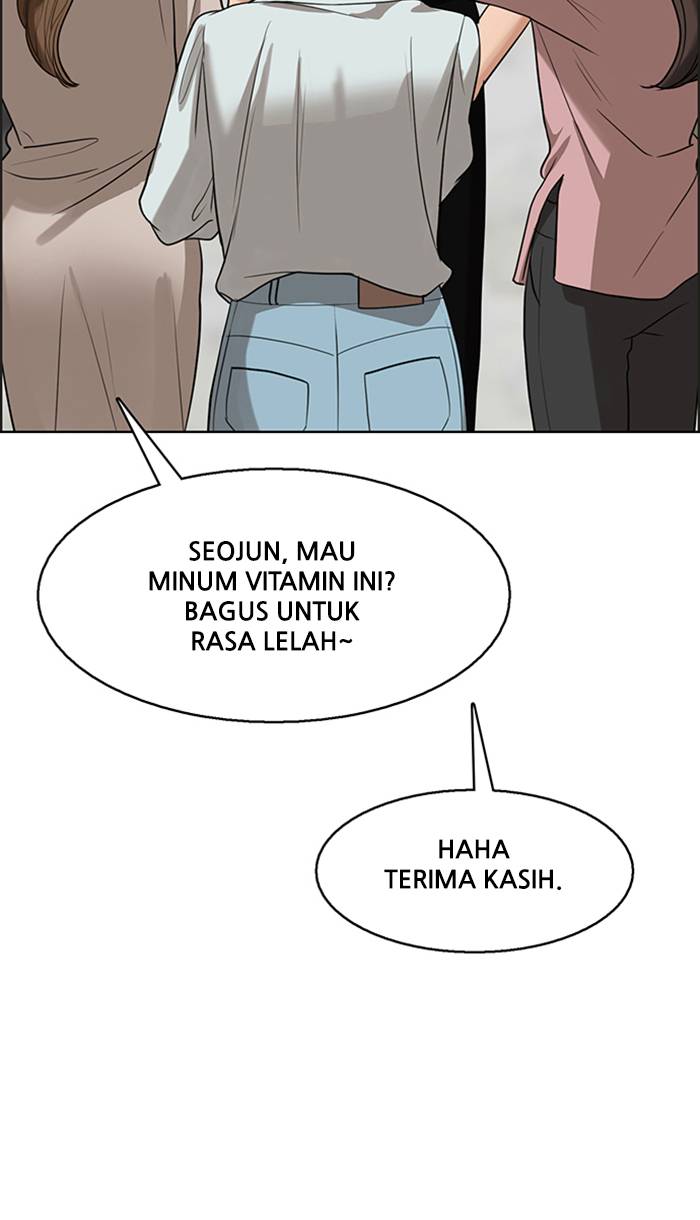 SEOJUN, MAU
MINUM VITAMIN INI?
BAGUS UNTUK
RASA LELAH~
HAHA
TERIMA KASIH.